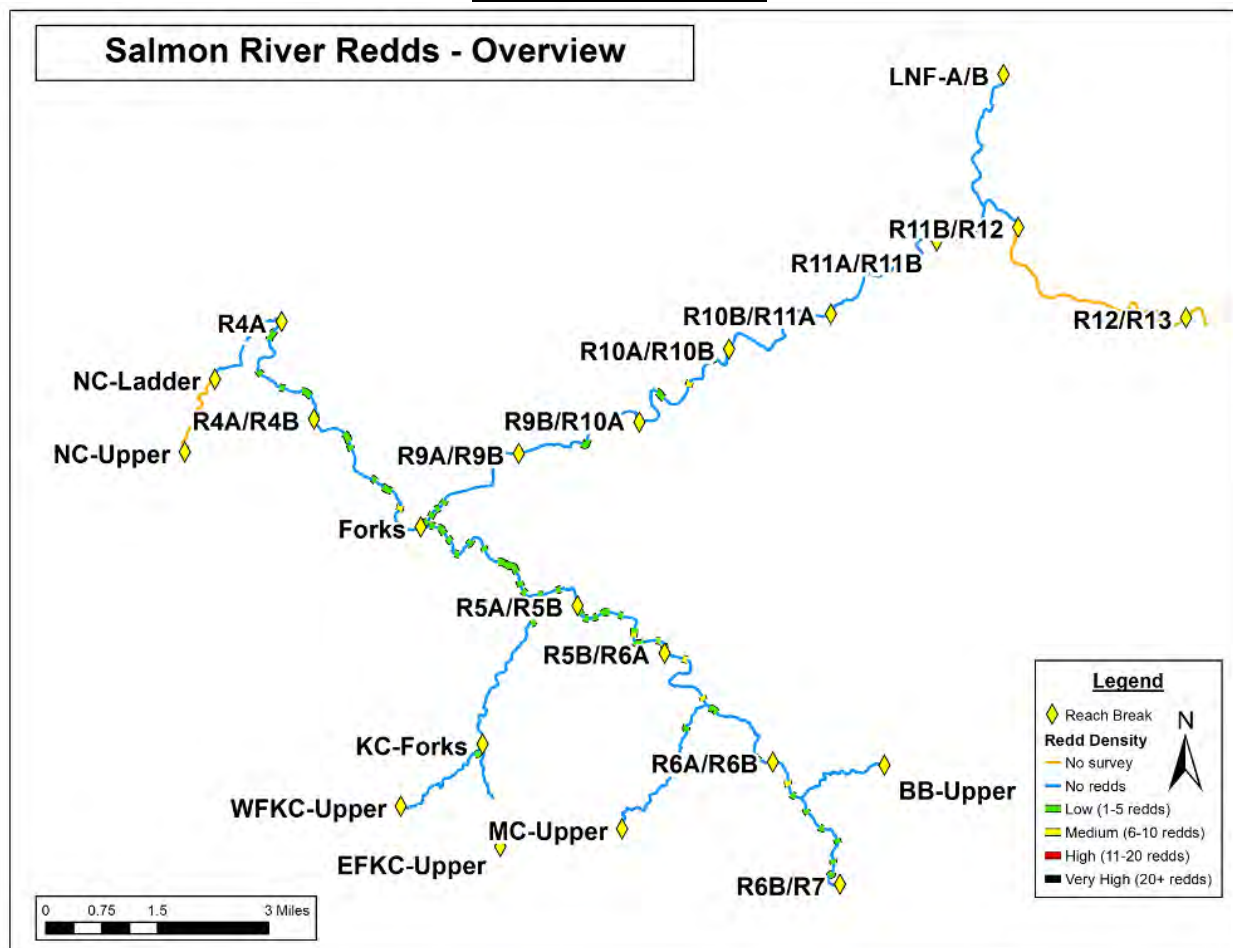 Salmon River Redds - Overview
LNF-A/B
R11B/R12
R11A/R11B
R10B/R11A
R12/R13
R4A
R10A/R10B
NC-Ladder
R4A/R4B
R9B/R10A
NC-Upper
R9A/R9B
Forks
R5A/R5B
R5B/R6A
KC-Forks
R6A/R6B
BB-Upper
WFKC-Upper
MC-Upper
EFKC-Upper
R6B/R7
Legend
Reach Break
N
Redd Density
No survey
No redds
Low (1-5 redds)
Medium (6-10 redds)
High (11-20 redds)
Very High (20+ redds)
0 0.75 1.5 3 Miles